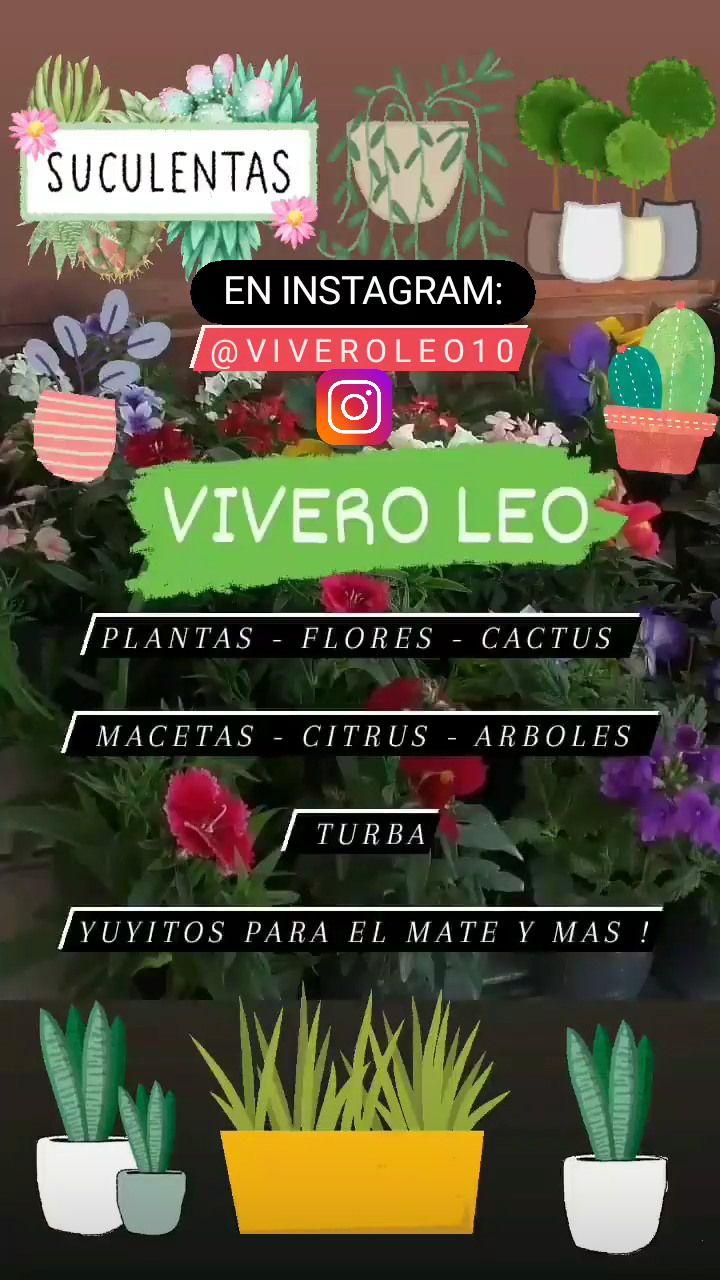 SUCULENTAS
EN INSTAGRAM:
@VIVEROLEO10
VIVERO LEO
PLANTAS - FLORES - CACTUS
MACETAS - CITRUS - ARBOLES
TURBA
YUYITOS PARA EL MATE Y MAS !